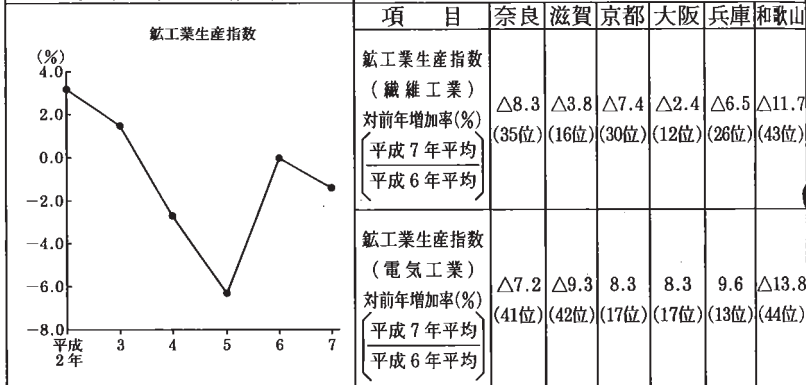 鉱工業生産指数
(%)
4.0
2.0
0.0
−2.0
−4.0
−6.0
−8.0
平成
2年 3 4 5 6 7
項 目 奈良 滋賀 京都 大阪 兵庫 和歌山
鉱工業生産指数
(繊維工業)
対前年増加率(%)
平成7年平均
平成6年平均
△8.3 △3.8 △7.4 △2.4 △6.5 △11.7
(35位) (16位) (30位) (12位) (26位) (43位)
鉱工業生産指数
(電気工業)
対前年増加率(%)
平成7年平均
平成6年平均
△7.2 △9.3 8.3 8.3 9.6 △13.8
(41位) (42位) (17位) (17位) (13位) (44位)